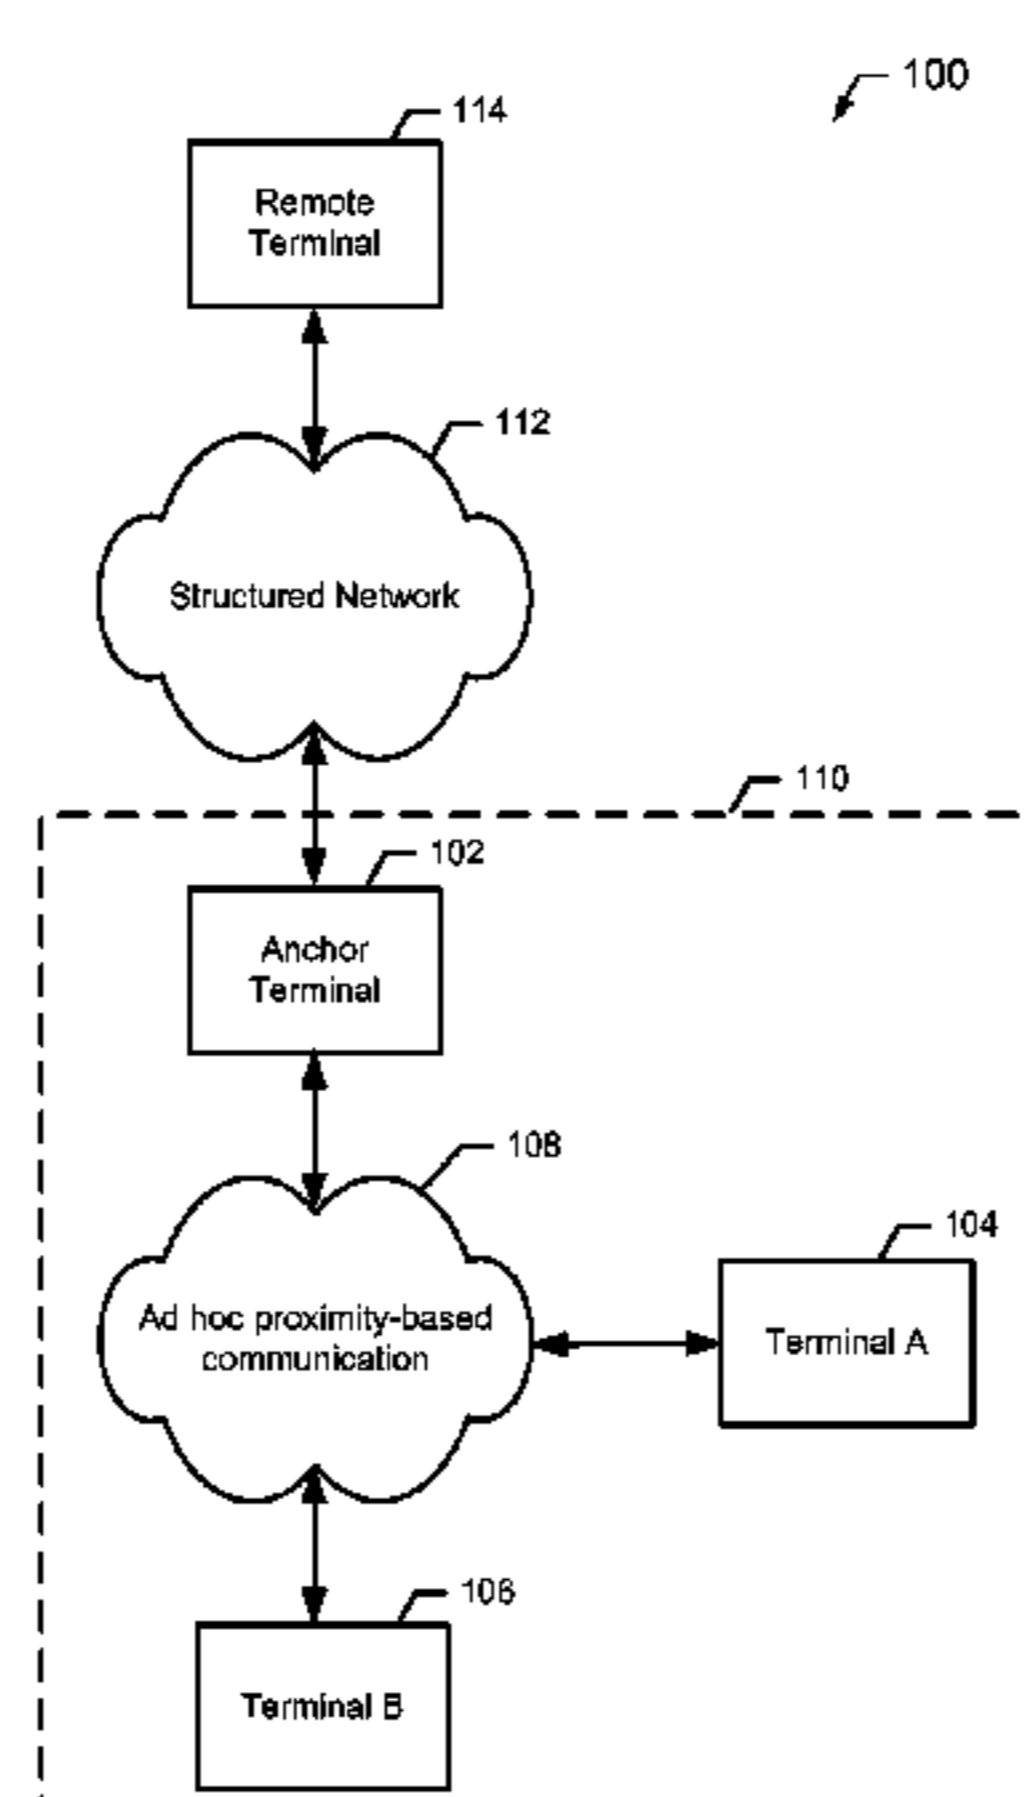 100
114
Remote
Terminal
112
Structured Network
110
102
Anchor
Terminal
108
104
Ad hoc proximity-based
communication
Terminal A
106
Terminal B